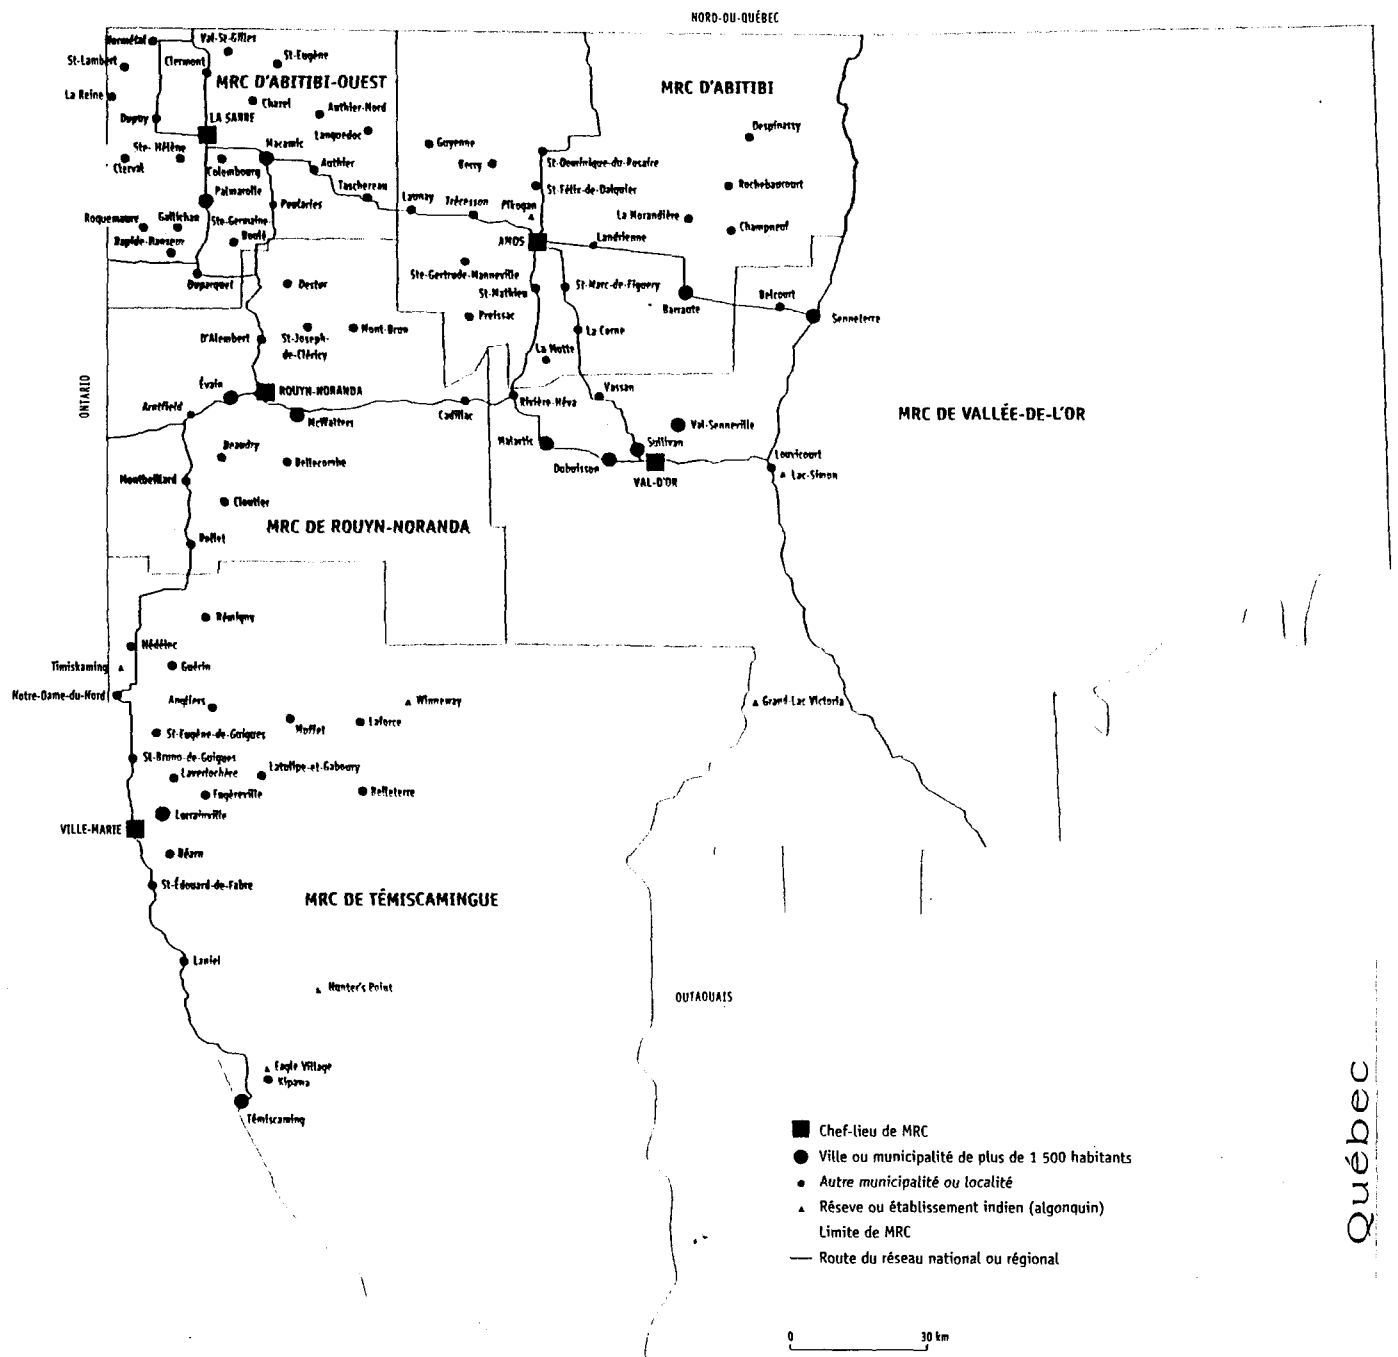 NORD-DU-QUÉBEC
Normétal
Val-St-Gilles
St-Eugène
St-Lambert
Clermont
MRC D'ABITIBI-OUEST
MRC D'ABITIBI
La Reine
Chazel
Authier-Nord
Dupuy
LA SARRE
Languedoc
Despinassy
Macamic
Guyenne
Ste-Hélène
Clerval
Colombourg
Authier
Berry
St-Dominique-du-Rosaire
Palmarolle
Taschereau
St-Félix-de-Dalquier
Rochebaucourt
Poularies
Launay
Trécesson
Pikogan
La Morandière
Roquemaure
Gallichan
Ste-Germaine
Boulé
Champneuf
Rapide-Danseur
AMOS
Landrienne
Duparquet
Destor
Ste-Gertrude-Manneville
St-Mathieu
St-Marc-de-Figuery
Barraute
Belcourt
Senneterre
Preissac
D'Alembert
St-Joseph-
de-Cléricy
Mont-Brun
La Corne
La Motte
ONTARIO
Évain
ROUYN-NORANDA
Vassan
Arntfield
McWatters
Cadillac
Rivière-Héva
MRC DE VALLÉE-DE-L'OR
Val-Senneville
Beaudry
Malartic
Sullivan
Bellecombe
Dubuisson
VAL-D'OR
Louvicourt
Lac-Simon
Montbeillard
Cloutier
MRC DE ROUYN-NORANDA
Rollet
Rémigny
Nédélec
Timiskaming
Guérin
Notre-Dame-du-Nord
Angliers
Winneway
Grand-Lac Victoria
Moffet
Laforce
St-Eugène-de-Guigues
St-Bruno-de-Guigues
Laverlochère
Latulipe-et-Gaboury
Fugèreville
Belleterre
Lorrainville
VILLE-MARIE
Béarn
St-Édouard-de-Fabre
MRC DE TÉMISCAMINGUE
Laniel
Hunter's Point
OUTAOUAIS
Eagle Village
Kipawa
Témiscaming
Chef-lieu de MRC
Ville ou municipalité de plus de 1 500 habitants
Autre municipalité ou localité
Réseve ou établissement indien (algonquin)
Limite de MRC
Route du réseau national ou régional
0 30 km
Québec